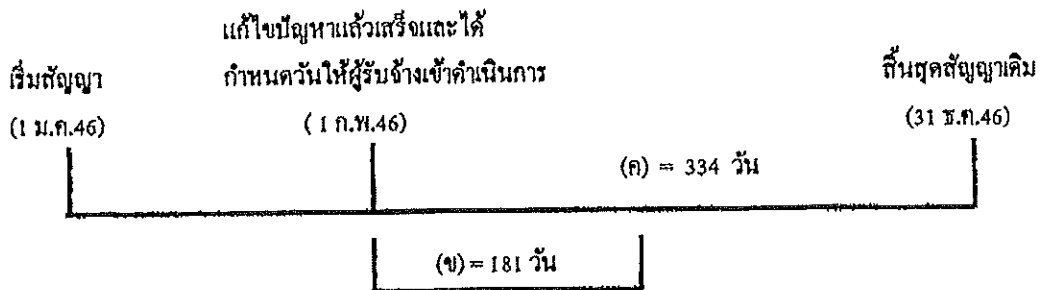 แก้ไขปัญหาแล้วเสร็จและได้
เริ่มสัญญา กำหนดวันให้ผู้รับจ้างเข้าดำเนินการ สิ้นสุดสัญญาเดิม
(1 ม.ค.46) ( 1 ก.พ.46) (31 ธ.ค.46)
(ค) = 334 วัน
(ข) = 181 วัน